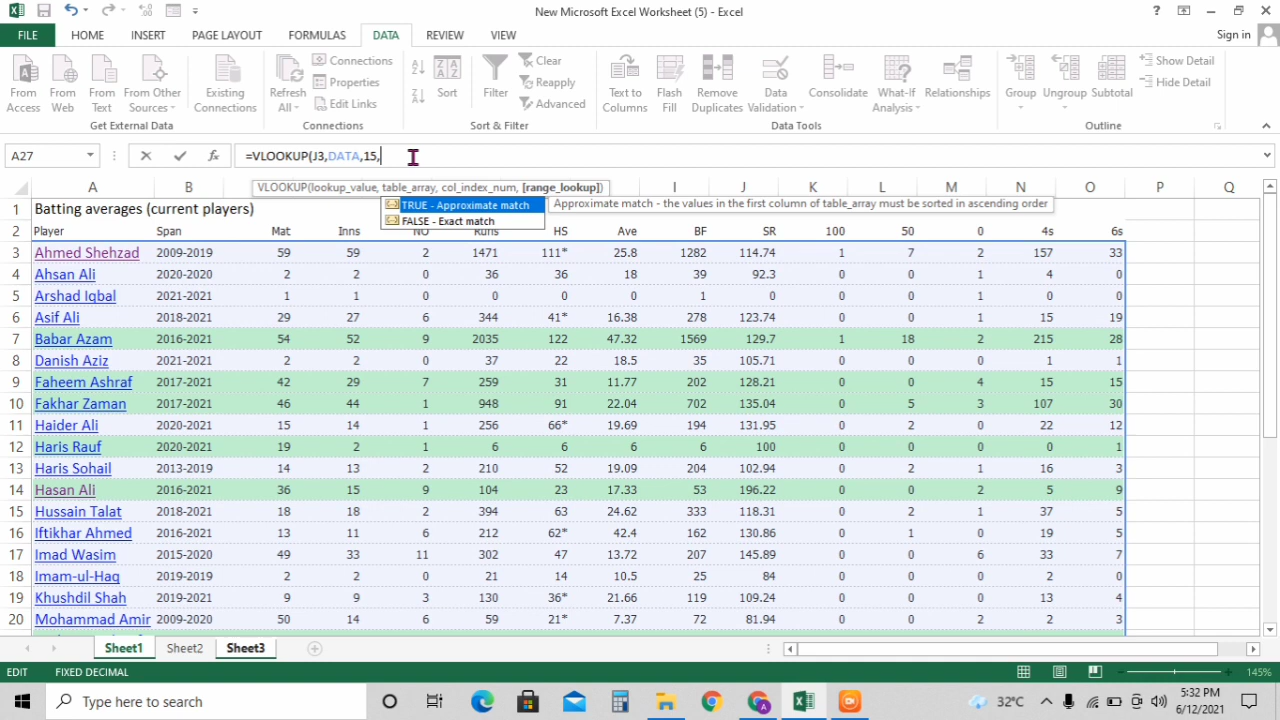 New Microsoft Excel Worksheet (5) - Excel
FILE HOME INSERT PAGE LAYOUT FORMULAS DATA REVIEW VIEW Sign in
From Access From Web From Text From Other Sources Get External Data
Existing Connections
Refresh All Connections Properties Edit Links Connections
Sort Filter Clear Reapply Advanced Sort & Filter
Text to Columns Flash Fill Remove Duplicates Data Validation Consolidate What-If Analysis Relationships Data Tools
Group Ungroup Subtotal Show Detail Hide Detail Outline
A27 =VLOOKUP(J3,DATA,15,
VLOOKUP(lookup_value, table_array, col_index_num, [range_lookup])
TRUE - Approximate match Approximate match - the values in the first column of table_array must be sorted in ascending order
FALSE - Exact match
A B I J K L M N O P Q
1 Batting averages (current players)
2 Player Span Mat Inns NO Runs HS Ave BF SR 100 50 0 4s 6s
3 Ahmed Shehzad 2009-2019 59 59 2 1471 111* 25.8 1282 114.74 1 7 2 157 33
4 Ahsan Ali 2020-2020 2 2 0 36 36 18 39 92.3 0 0 1 4 0
5 Arshad Iqbal 2021-2021 1 1 0 0 0 0 1 0 0 0 1 0 0
6 Asif Ali 2018-2021 29 27 6 344 41* 16.38 278 123.74 0 0 1 15 19
7 Babar Azam 2016-2021 54 52 9 2035 122 47.32 1569 129.7 1 18 2 215 28
8 Danish Aziz 2021-2021 2 2 0 37 22 18.5 35 105.71 0 0 0 1 1
9 Faheem Ashraf 2017-2021 42 29 7 259 31 11.77 202 128.21 0 0 4 15 15
10 Fakhar Zaman 2017-2021 46 44 1 948 91 22.04 702 135.04 0 5 3 107 30
11 Haider Ali 2020-2021 15 14 1 256 66* 19.69 194 131.95 0 2 0 22 12
12 Haris Rauf 2020-2021 19 2 1 6 6 6 6 100 0 0 0 0 1
13 Haris Sohail 2013-2019 14 13 2 210 52 19.09 204 102.94 0 2 1 16 3
14 Hasan Ali 2016-2021 36 15 9 104 23 17.33 53 196.22 0 0 2 5 9
15 Hussain Talat 2018-2021 18 18 2 394 63 24.62 333 118.31 0 2 1 37 5
16 Iftikhar Ahmed 2016-2021 13 11 6 212 62* 42.4 162 130.86 0 1 0 19 5
17 Imad Wasim 2015-2020 49 33 11 302 47 13.72 207 145.89 0 0 6 33 7
18 Imam-ul-Haq 2019-2019 2 2 0 21 14 10.5 25 84 0 0 0 2 0
19 Khushdil Shah 2019-2021 9 9 3 130 36* 21.66 119 109.24 0 0 0 13 4
20 Mohammad Amir 2009-2020 50 14 6 59 21* 7.37 72 81.94 0 0 2 2 3
Sheet1 Sheet2 Sheet3
EDIT FIXED DECIMAL 145%
Type here to search 32°C 5:32 PM
6/12/2021